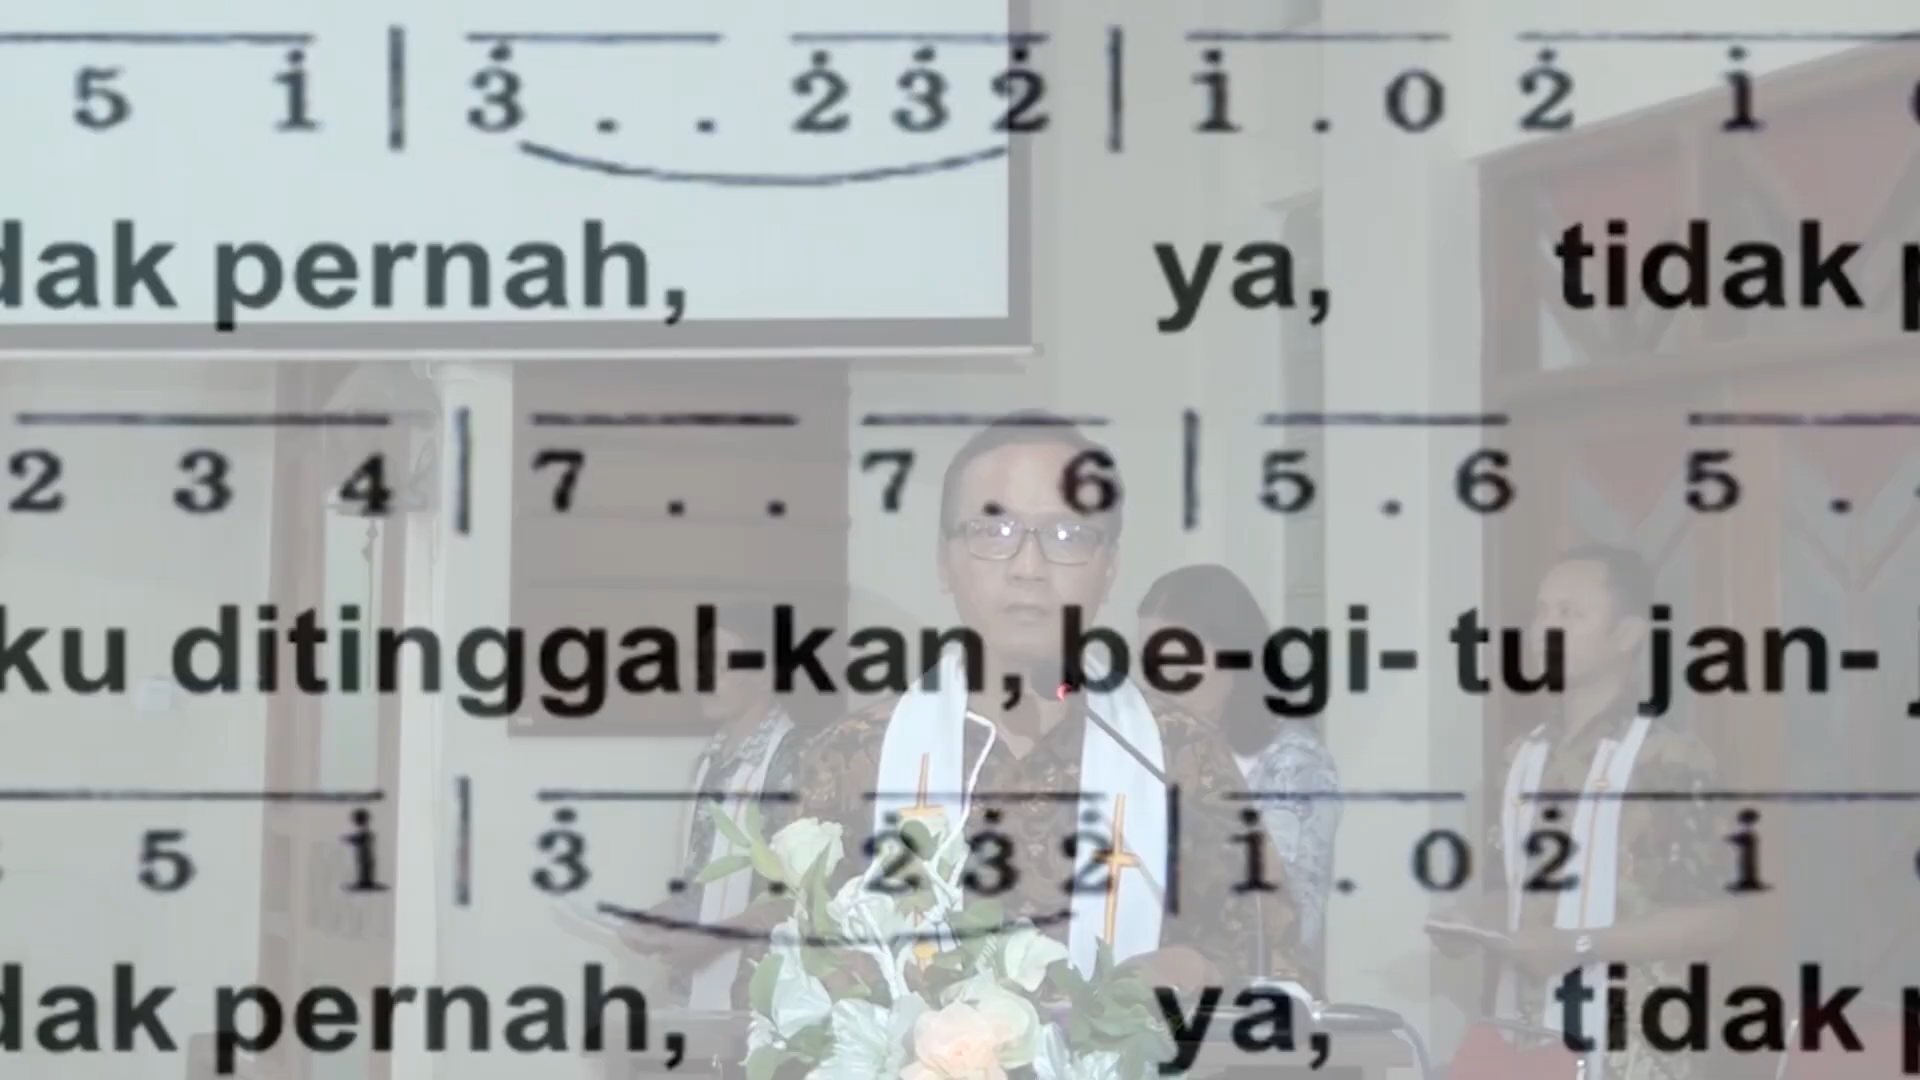 5 i̇ | 3̇ . . 2̇ 3̇ 2̇ | i̇ . 0 2̇ i̇
dak pernah, ya, tidak p
2 3 4 | 7 . . 7 . 6 | 5 . 6 5 .
ku ditinggal-kan, be-gi- tu jan-
5 i̇ | 3̇ . . 2̇ 3̇ 2̇ | i̇ . 0 2̇ i̇
dak pernah, ya, tidak p